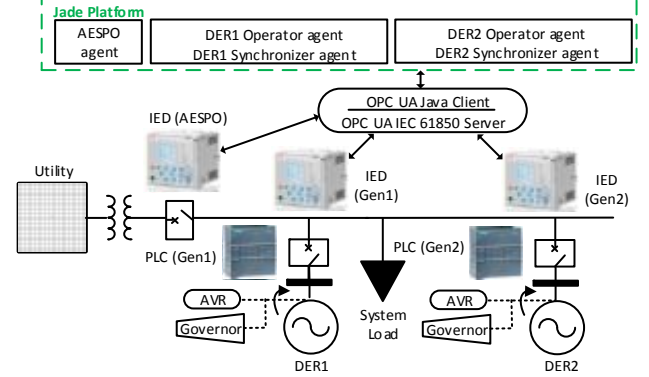 Jade Platform
AESPO
agent
DER1 Operator agent
DER1 Synchronizer agent
DER2 Operator agent
DER2 Synchronizer agent
OPC UA Java Client
OPC UA IEC 61850 Server
IED (AESPO)
IED
(Gen1)
IED
(Gen2)
Utility
PLC (Gen1)
PLC (Gen2)
AVR
Governor
DER1
System
Load
AVR
Governor
DER2